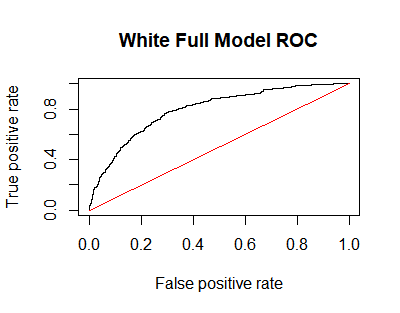 White Full Model ROC
True positive rate
0.8
0.4
0.0
0.0 0.2 0.4 0.6 0.8 1.0
False positive rate